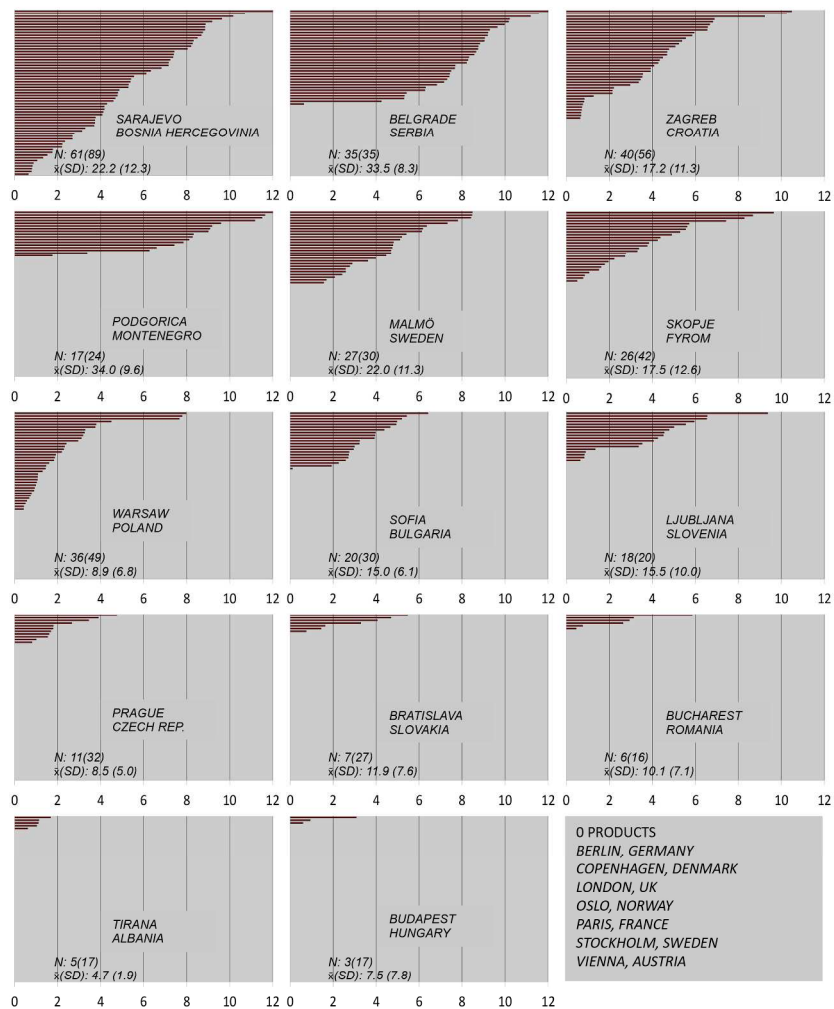 SARAJEVO
BOSNIA HERCEGOVINIA
N: 61(89)
x̄(SD): 22.2 (12.3)
0 2 4 6 8 10 12
BELGRADE
SERBIA
N: 35(35)
x̄(SD): 33.5 (8.3)
0 2 4 6 8 10 12
ZAGREB
CROATIA
N: 40(56)
x̄(SD): 17.2 (11.3)
0 2 4 6 8 10 12
PODGORICA
MONTENEGRO
N: 17(24)
x̄(SD): 34.0 (9.6)
0 2 4 6 8 10 12
MALMÖ
SWEDEN
N: 27(30)
x̄(SD): 22.0 (11.3)
0 2 4 6 8 10 12
SKOPJE
FYROM
N: 26(42)
x̄(SD): 17.5 (12.6)
0 2 4 6 8 10 12
WARSAW
POLAND
N: 36(49)
x̄(SD): 8.9 (6.8)
0 2 4 6 8 10 12
SOFIA
BULGARIA
N: 20(30)
x̄(SD): 15.0 (6.1)
0 2 4 6 8 10 12
LJUBLJANA
SLOVENIA
N: 18(20)
x̄(SD): 15.5 (10.0)
0 2 4 6 8 10 12
PRAGUE
CZECH REP.
N: 11(32)
x̄(SD): 8.5 (5.0)
0 2 4 6 8 10 12
BRATISLAVA
SLOVAKIA
N: 7(27)
x̄(SD): 11.9 (7.6)
0 2 4 6 8 10 12
BUCHAREST
ROMANIA
N: 6(16)
x̄(SD): 10.1 (7.1)
0 2 4 6 8 10 12
TIRANA
ALBANIA
N: 5(17)
x̄(SD): 4.7 (1.9)
0 2 4 6 8 10 12
BUDAPEST
HUNGARY
N: 3(17)
x̄(SD): 7.5 (7.8)
0 2 4 6 8 10 12
0 PRODUCTS
BERLIN, GERMANY
COPENHAGEN, DENMARK
LONDON, UK
OSLO, NORWAY
PARIS, FRANCE
STOCKHOLM, SWEDEN
VIENNA, AUSTRIA